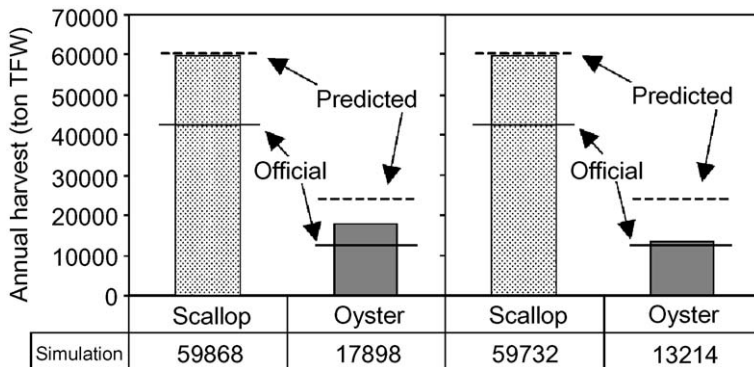 Annual harvest (ton TFW)
70000
60000
50000
40000
30000
20000
10000
0
Predicted
Official
Predicted
Official
Scallop Oyster Scallop Oyster
Simulation 59868 17898 59732 13214